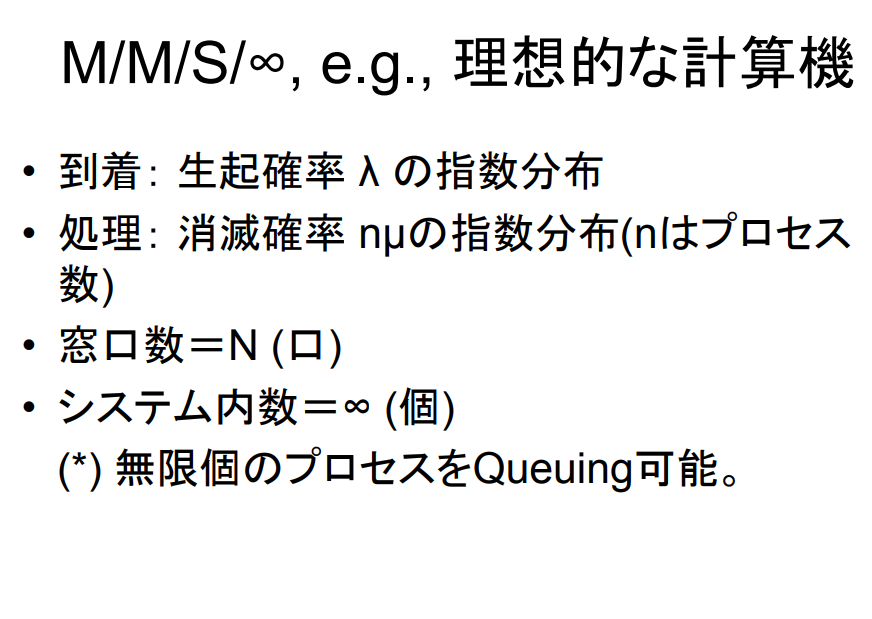 M/M/S/∞, e.g., 理想的な計算機
• 到着： 生起確率 λ の指数分布
• 処理： 消滅確率 nμの指数分布(nはプロセス
数)
• 窓口数＝N (口)
• システム内数＝∞ (個)
(*) 無限個のプロセスをQueuing可能。